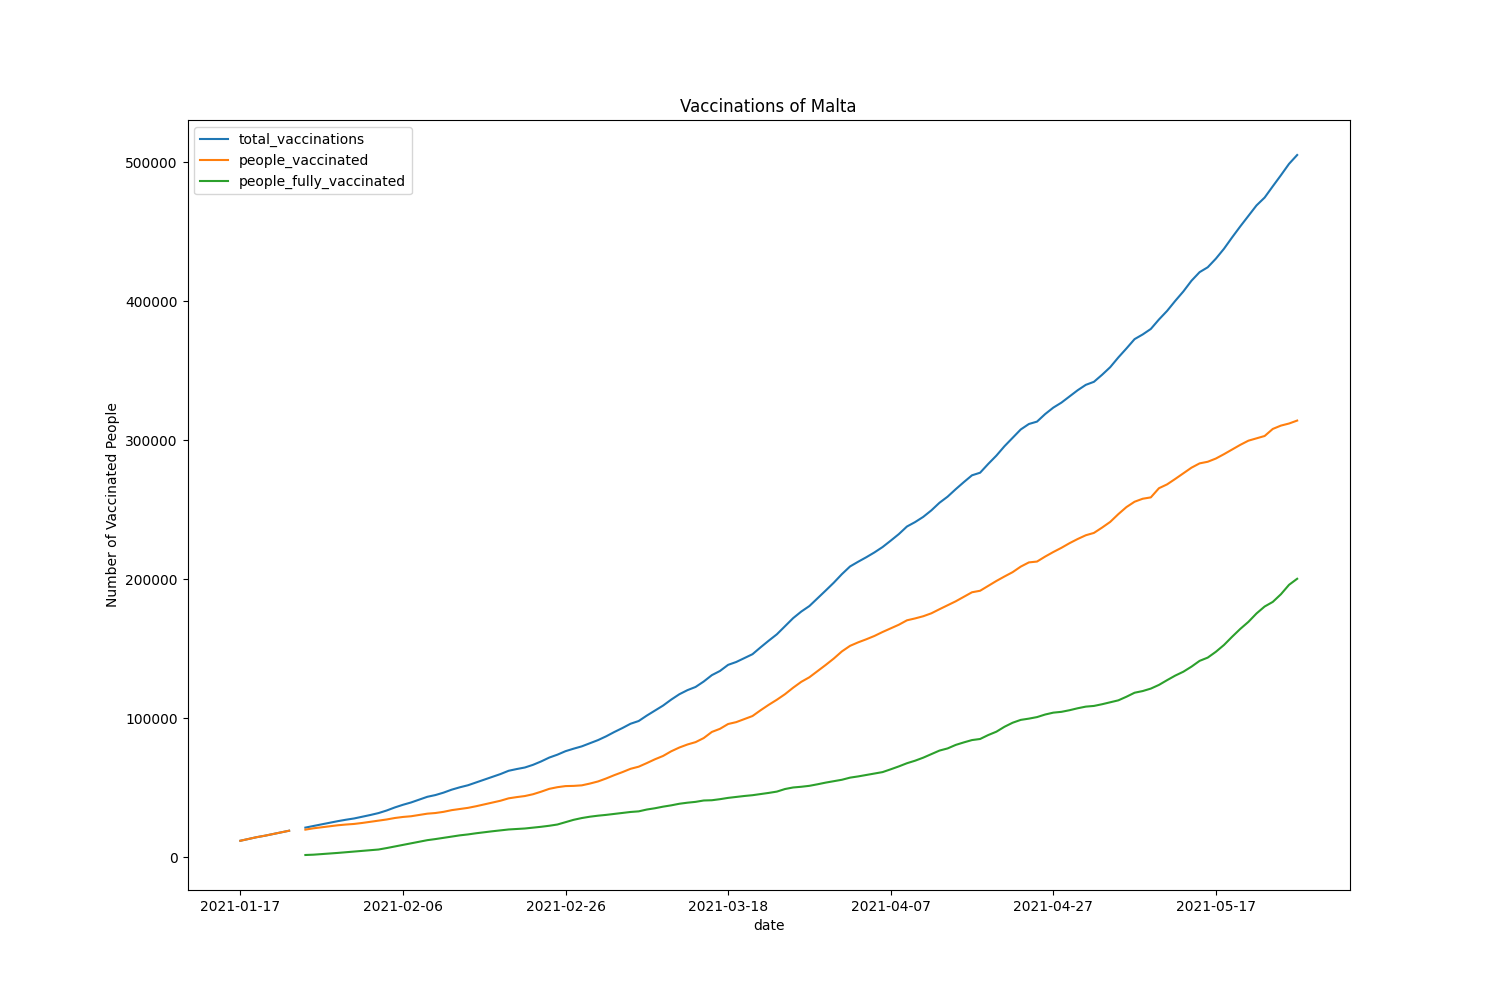 Vaccinations of Malta
total_vaccinations
people_vaccinated
people_fully_vaccinated
Number of Vaccinated People
500000
400000
300000
200000
100000
0
2021-01-17 2021-02-06 2021-02-26 2021-03-18 2021-04-07 2021-04-27 2021-05-17
date